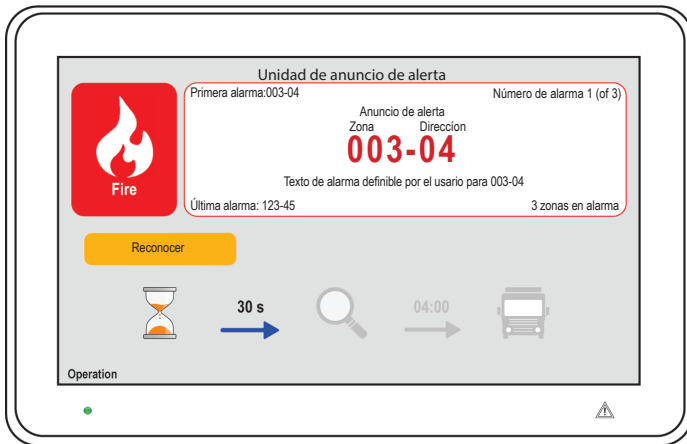 Unidad de anuncio de alerta
Primera alarma:003-04
Número de alarma 1 (of 3)
Anuncio de alerta
Zona Direccíon
003-04
Texto de alarma definible por el usario para 003-04
Última alarma: 123-45
3 zonas en alarma
Fire
Reconocer
30 s
04:00
Operation